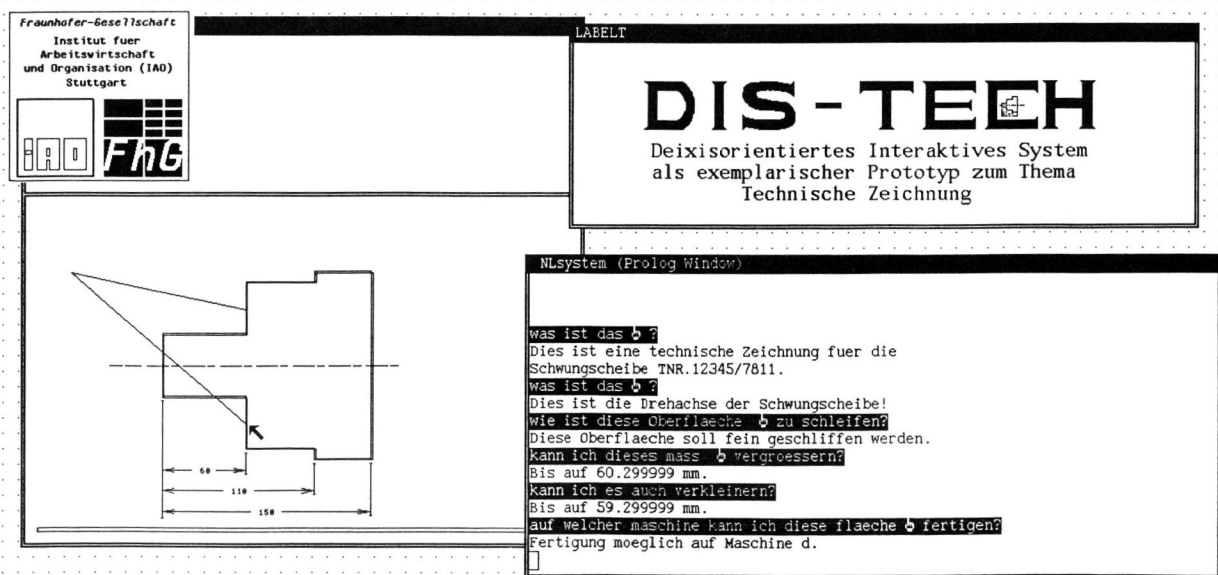 Fraunhofer-Gesellschaft
Institut fuer
Arbeitswirtschaft
und Organisation (IAO)
Stuttgart
iAO
FhG
LABELT
DIS-TECH
Deixisorientiertes Interaktives System
als exemplarischer Prototyp zum Thema
Technische Zeichnung
60
110
150
NLsystem (Prolog Window)
was ist das ?
Dies ist eine technische Zeichnung fuer die
Schwungscheibe TNR.12345/7811.
was ist das ?
Dies ist die Drehachse der Schwungscheibe!
wie ist diese Oberflaeche zu schleifen?
Diese Oberflaeche soll fein geschliffen werden.
kann ich dieses mass vergroessern?
Bis auf 60.299999 mm.
kann ich es auch verkleinern?
Bis auf 59.299999 mm.
auf welcher maschine kann ich diese flaeche fertigen?
Fertigung moeglich auf Maschine d.